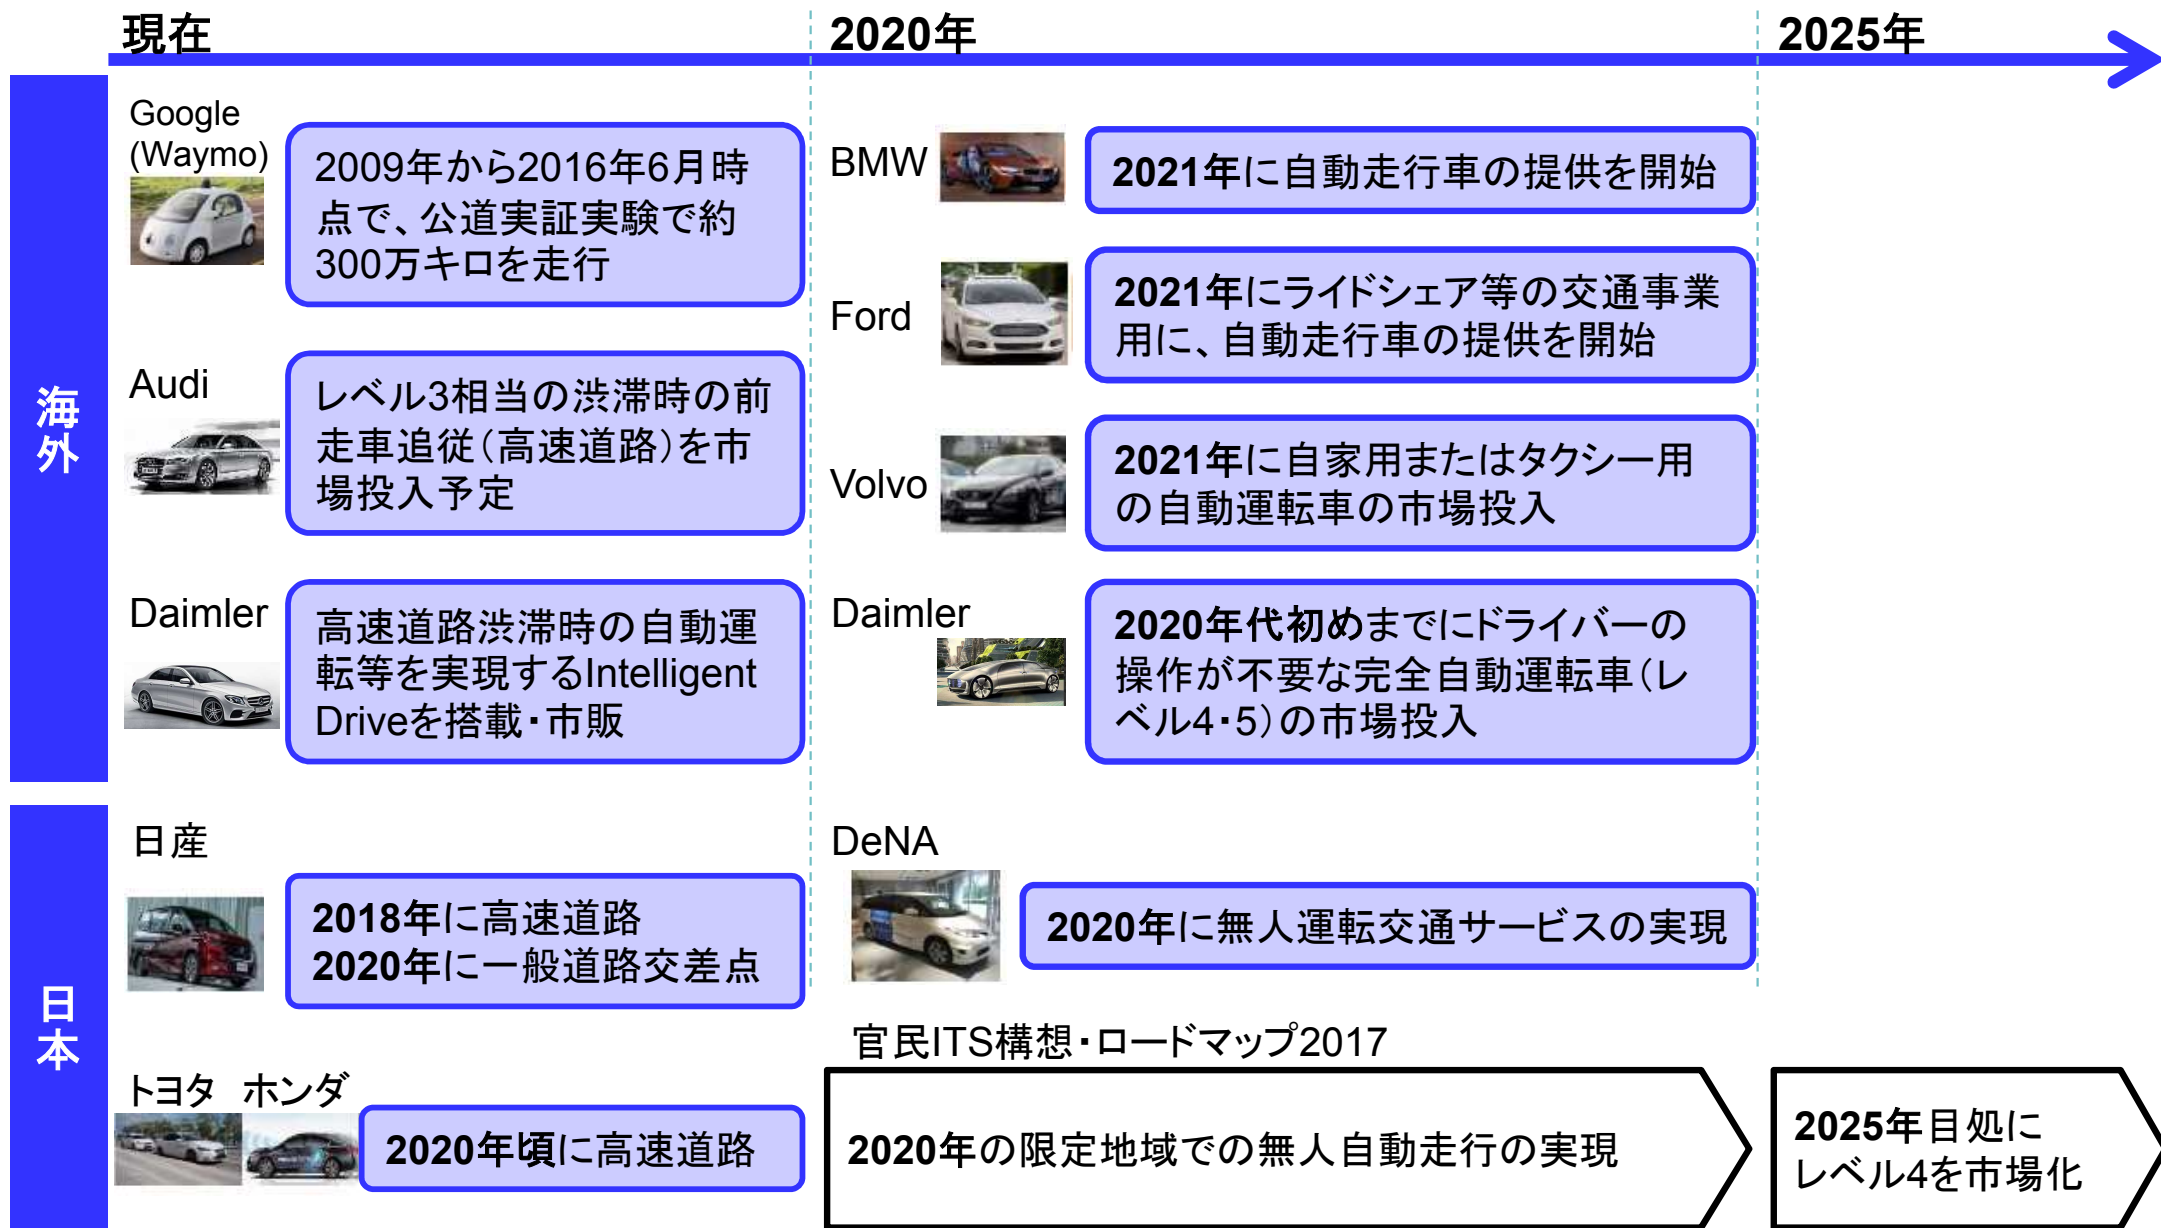 現在
2020年
2025年
海外
Google
(Waymo)
2009年から2016年6月時
点で、公道実証実験で約
300万キロを走行
Audi
レベル3相当の渋滞時の前
走車追従（高速道路）を市
場投入予定
Daimler
高速道路渋滞時の自動運
転等を実現するIntelligent
Driveを搭載・市販
BMW
2021年に自動走行車の提供を開始
Ford
2021年にライドシェア等の交通事業
用に、自動走行車の提供を開始
Volvo
2021年に自家用またはタクシー用
の自動運転車の市場投入
Daimler
2020年代初めまでにドライバーの
操作が不要な完全自動運転車（レ
ベル4・5）の市場投入
日本
日産
2018年に高速道路
2020年に一般道路交差点
トヨタ ホンダ
2020年頃に高速道路
DeNA
2020年に無人運転交通サービスの実現
官民ITS構想・ロードマップ2017
2020年の限定地域での無人自動走行の実現
2025年目処に
レベル4を市場化